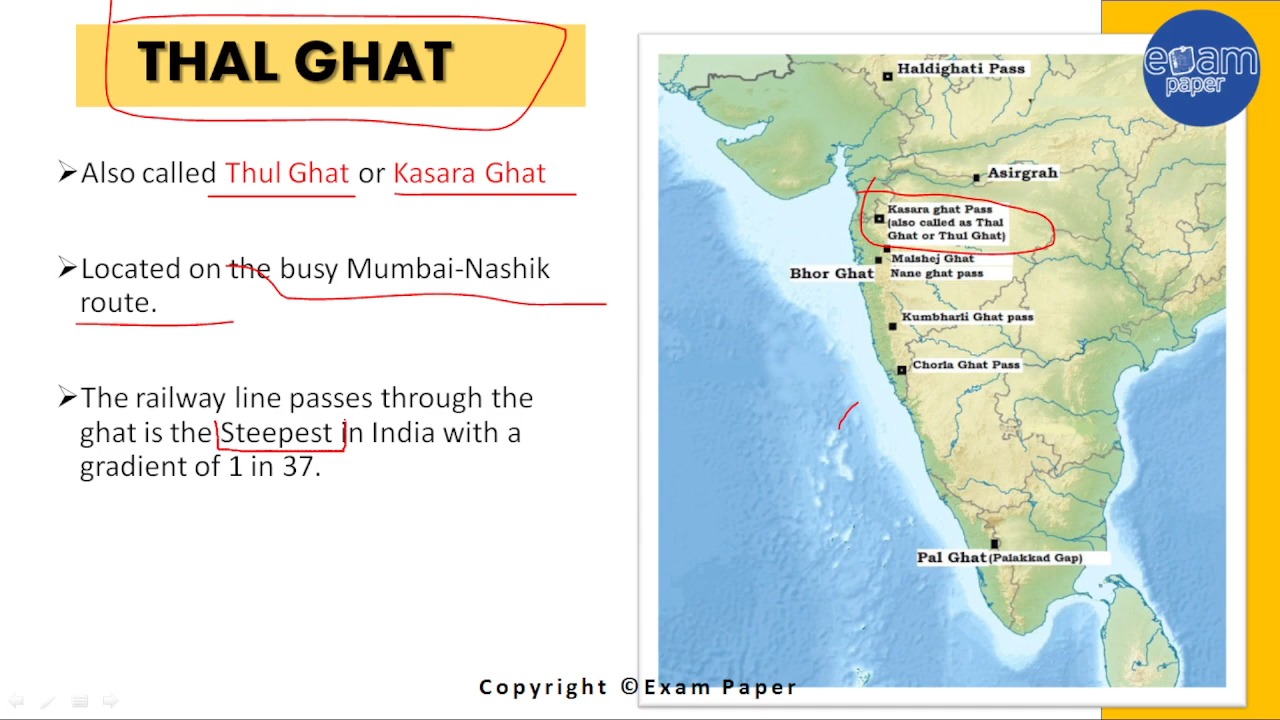 THAL GHAT
➢Also called Thul Ghat or Kasara Ghat
➢Located on the busy Mumbai-Nashik
route.
➢The railway line passes through the
ghat is the Steepest in India with a
gradient of 1 in 37.
exam
paper
Haldighati Pass
Asirgrah
Kasara ghat Pass
(also called as Thal
Ghat or Thul Ghat)
Malshej Ghat
Bhor Ghat
Nane ghat pass
Kumbharli Ghat pass
Chorla Ghat Pass
Pal Ghat (Palakkad Gap)
Copyright ©Exam Paper